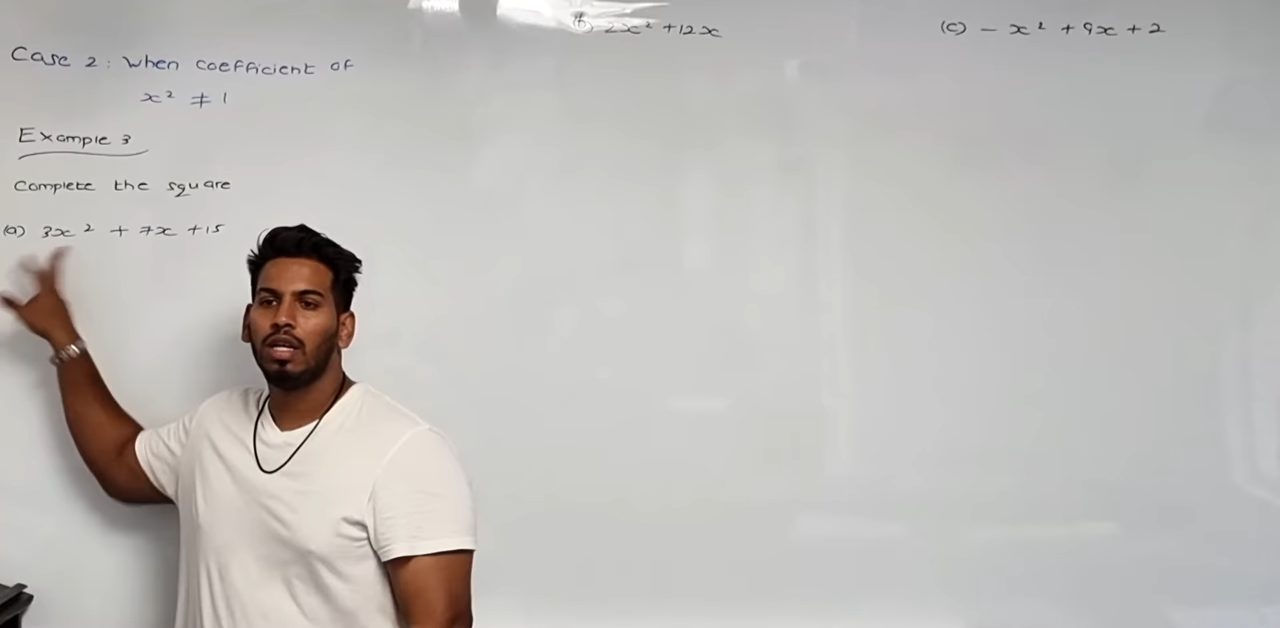 Case 2: When coefficient of
x² ≠ 1
Example 3
Complete the square
(a) 3x² + 7x + 15
(b) 2x² + 12x
(c) - x² + 9x + 2